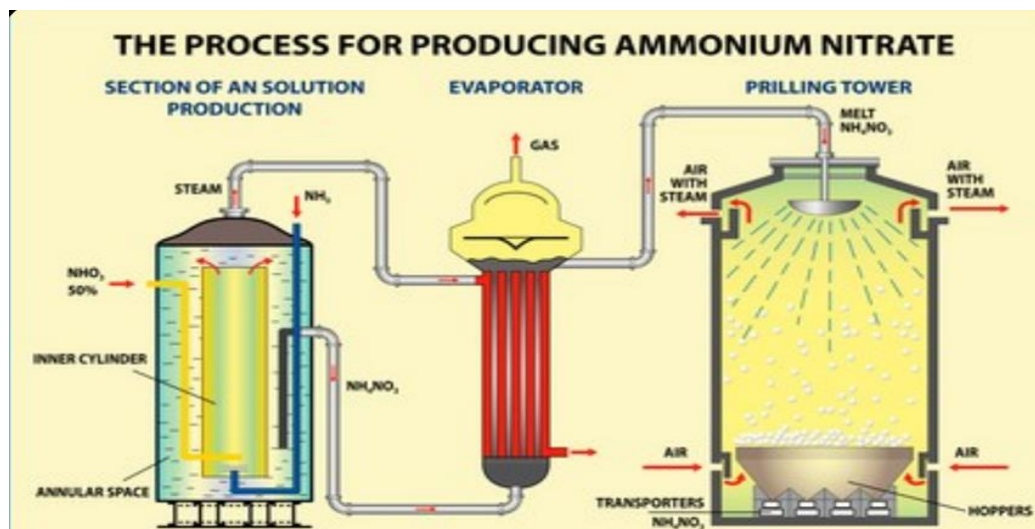 THE PROCESS FOR PRODUCING AMMONIUM NITRATE
SECTION OF AN SOLUTION
PRODUCTION
EVAPORATOR
PRILLING TOWER
MELT
NH₄NO₃
GAS
STEAM
NH₃
AIR
WITH
STEAM
AIR
WITH
STEAM
NHO₃
50%
INNER CYLINDER
NH₄NO₃
ANNULAR SPACE
AIR
AIR
TRANSPORTERS
NH₄NO₃
HOPPERS